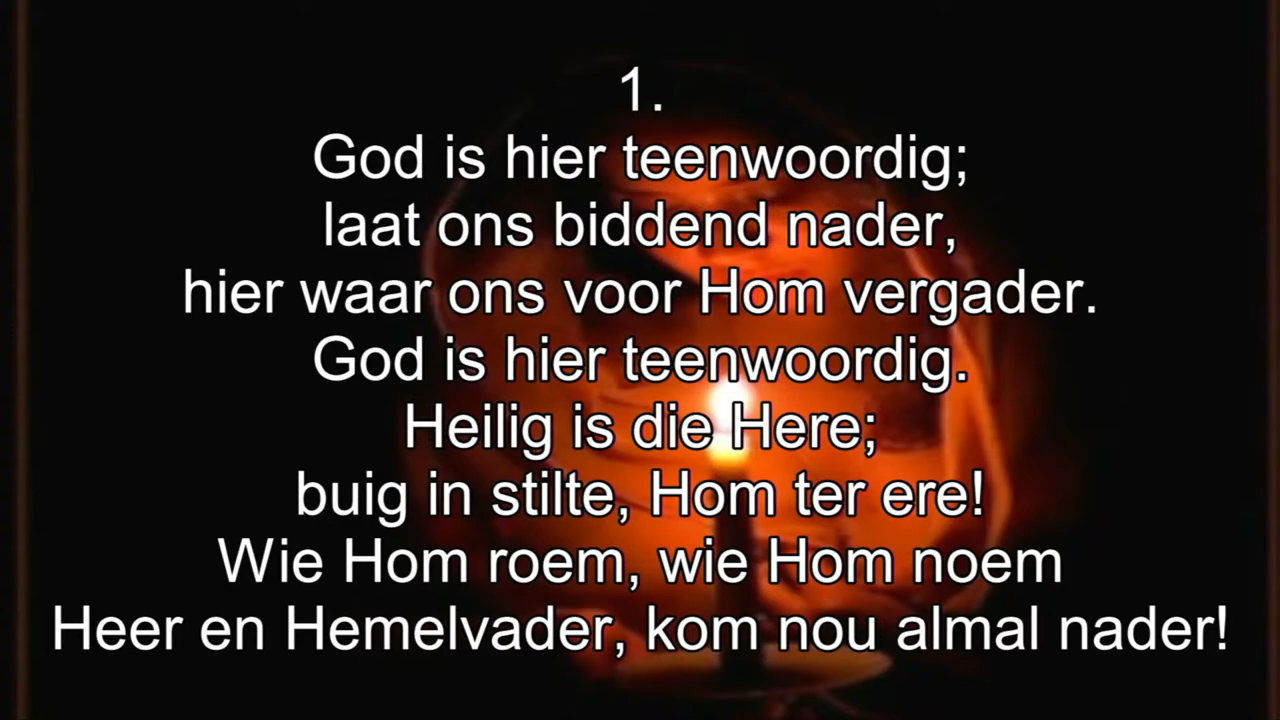 1.
God is hier teenwoordig;
laat ons biddend nader,
hier waar ons voor Hom vergader.
God is hier teenwoordig.
Heilig is die Here;
buig in stilte, Hom ter ere!
Wie Hom roem, wie Hom noem
Heer en Hemelvader, kom nou almal nader!